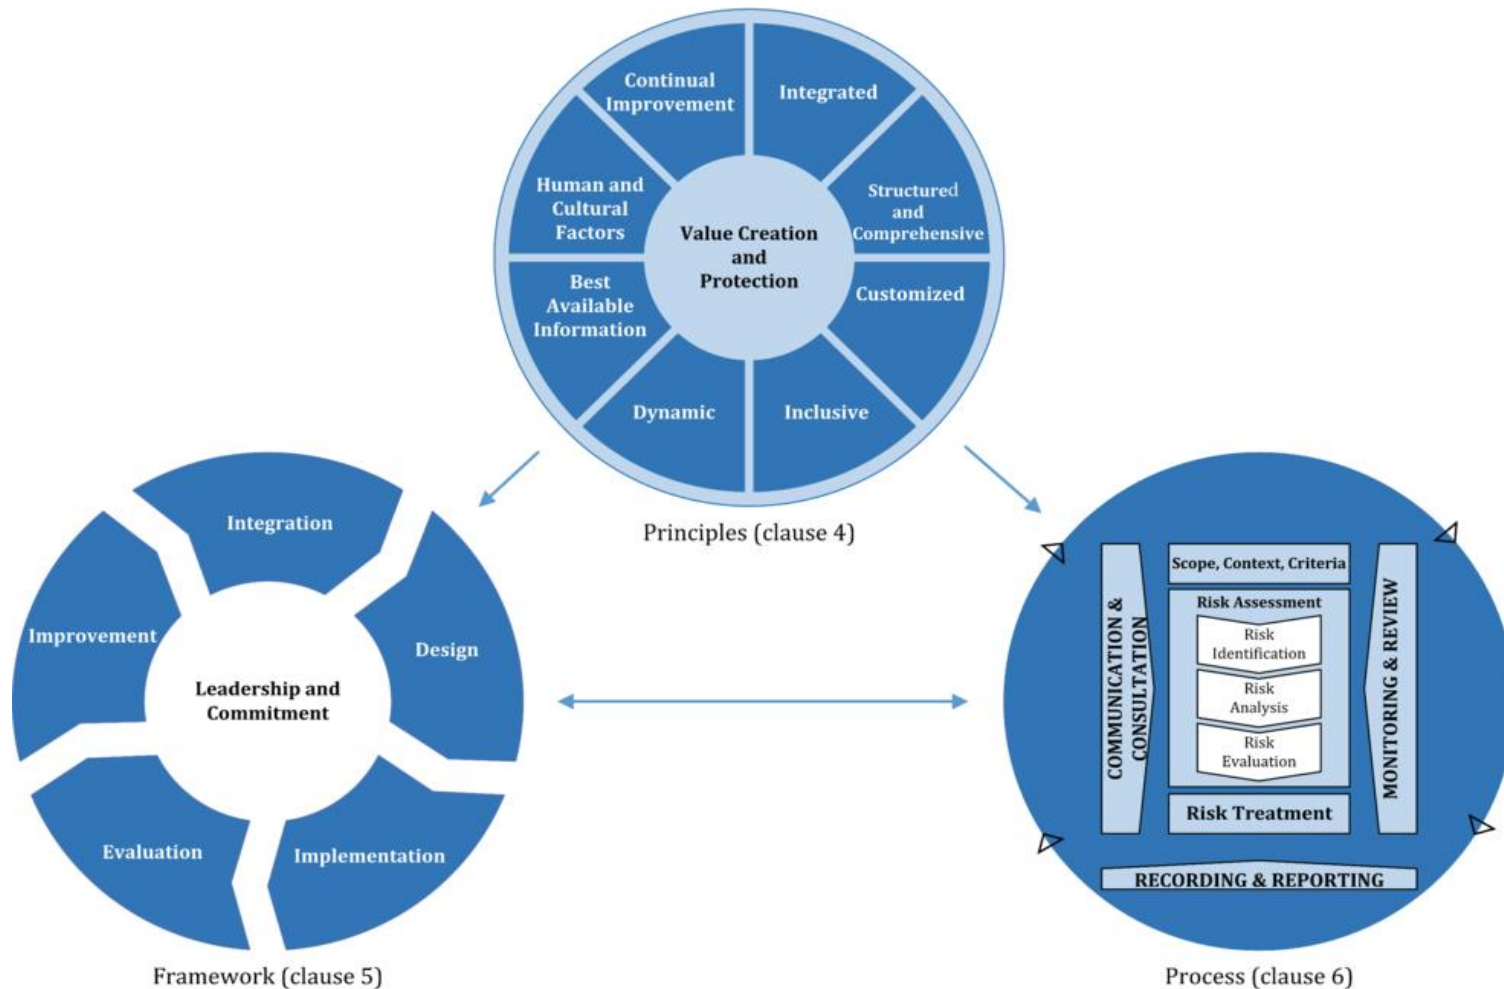 Continual
Improvement
Integrated
Human and
Cultural
Factors
Structured
and
Comprehensive
Value Creation
and
Protection
Best
Available
Information
Customized
Dynamic
Inclusive
Principles (clause 4)
Integration
Improvement
Design
Leadership and
Commitment
Evaluation
Implementation
Framework (clause 5)
Scope, Context, Criteria
Risk Assessment
Risk
Identification
Risk
Analysis
Risk
Evaluation
Risk Treatment
COMMUNICATION &
CONSULTATION
MONITORING & REVIEW
RECORDING & REPORTING
Process (clause 6)